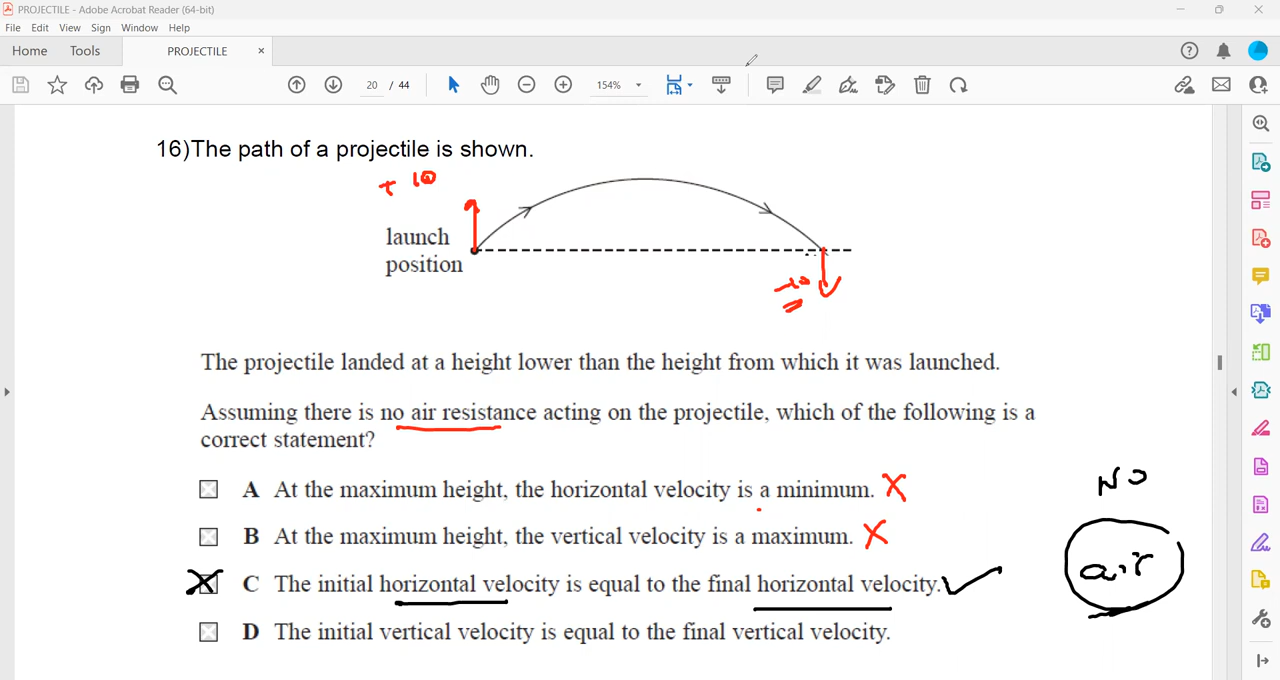 PROJECTILE - Adobe Acrobat Reader (64-bit)
File Edit View Sign Window Help
Home Tools PROJECTILE ×
20 / 44 154%
16)The path of a projectile is shown.
+ 10
launch
position
-10
The projectile landed at a height lower than the height from which it was launched.
Assuming there is no air resistance acting on the projectile, which of the following is a
correct statement?
A At the maximum height, the horizontal velocity is a minimum.
B At the maximum height, the vertical velocity is a maximum.
C The initial horizontal velocity is equal to the final horizontal velocity.
D The initial vertical velocity is equal to the final vertical velocity.
NO
air